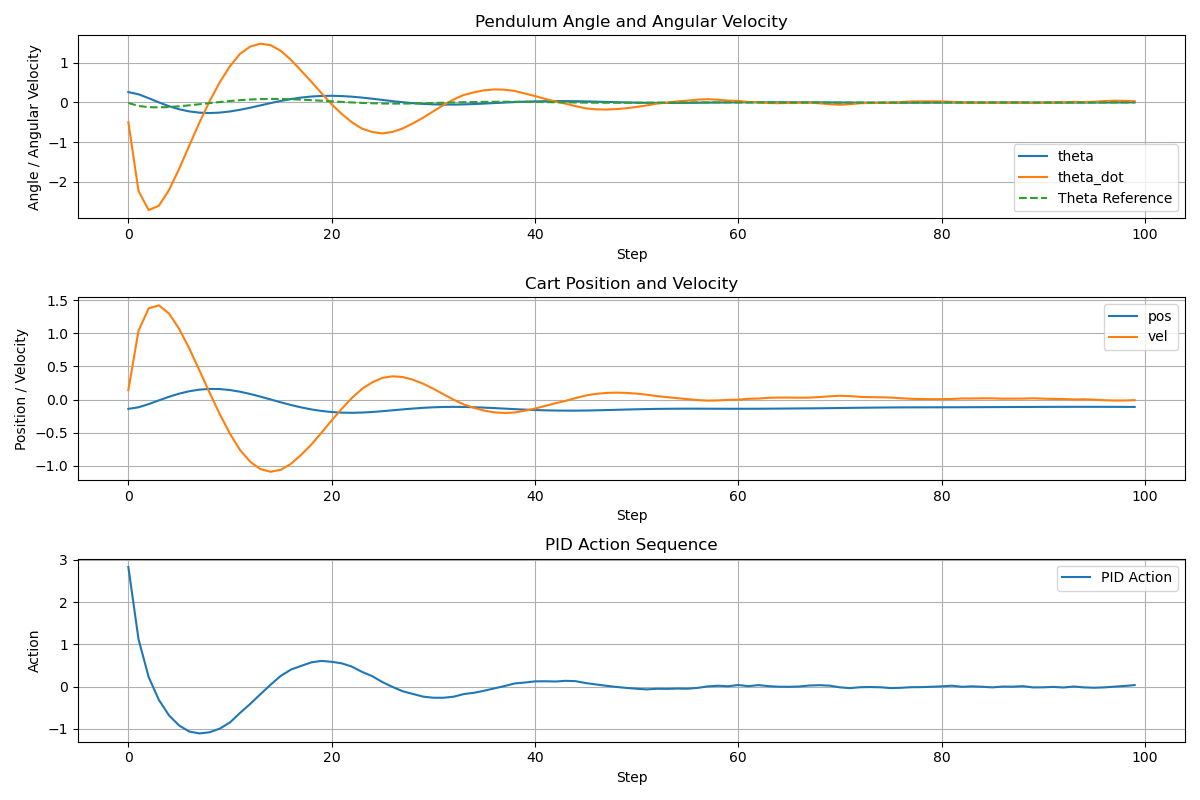 Pendulum Angle and Angular Velocity
Angle / Angular Velocity
1
0
−1
−2
theta
theta_dot
Theta Reference
0 20 40 60 80 100
Step
Cart Position and Velocity
Position / Velocity
1.5
1.0
0.5
0.0
−0.5
−1.0
pos
vel
0 20 40 60 80 100
Step
PID Action Sequence
Action
3
2
1
0
−1
PID Action
0 20 40 60 80 100
Step